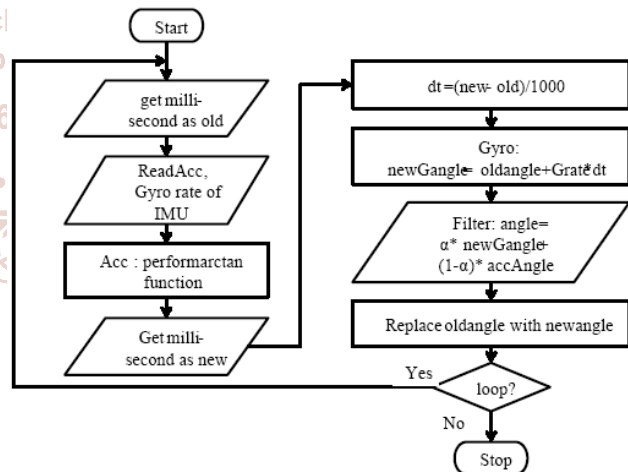 Start
get milli-
second as old
ReadAcc,
Gyro rate of
IMU
Acc : performarctan
function
Get milli-
second as new
dt =(new- old)/1000
Gyro:
newGangle= oldangle+Grate*dt
Filter: angle=
α* newGangle+
(1-α)* accAngle
Replace oldangle with newangle
Yes
loop?
No
Stop